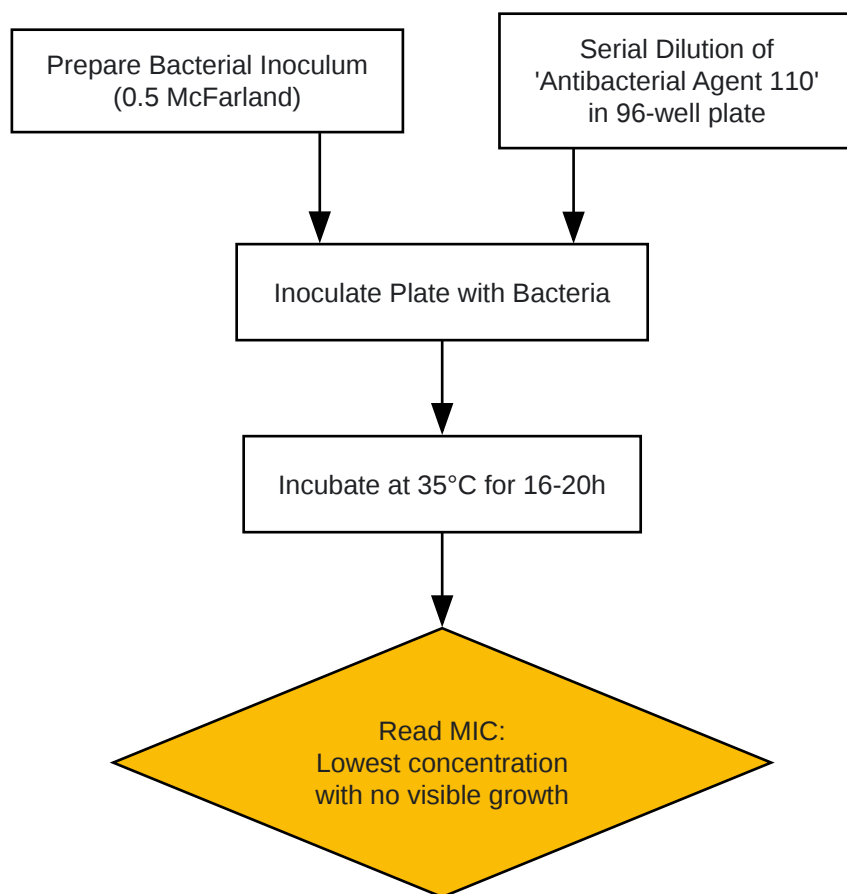 Prepare Bacterial Inoculum
(0.5 McFarland)
Serial Dilution of
'Antibacterial Agent 110'
in 96-well plate
Inoculate Plate with Bacteria
Incubate at 35°C for 16-20h
Read MIC:
Lowest concentration
with no visible growth